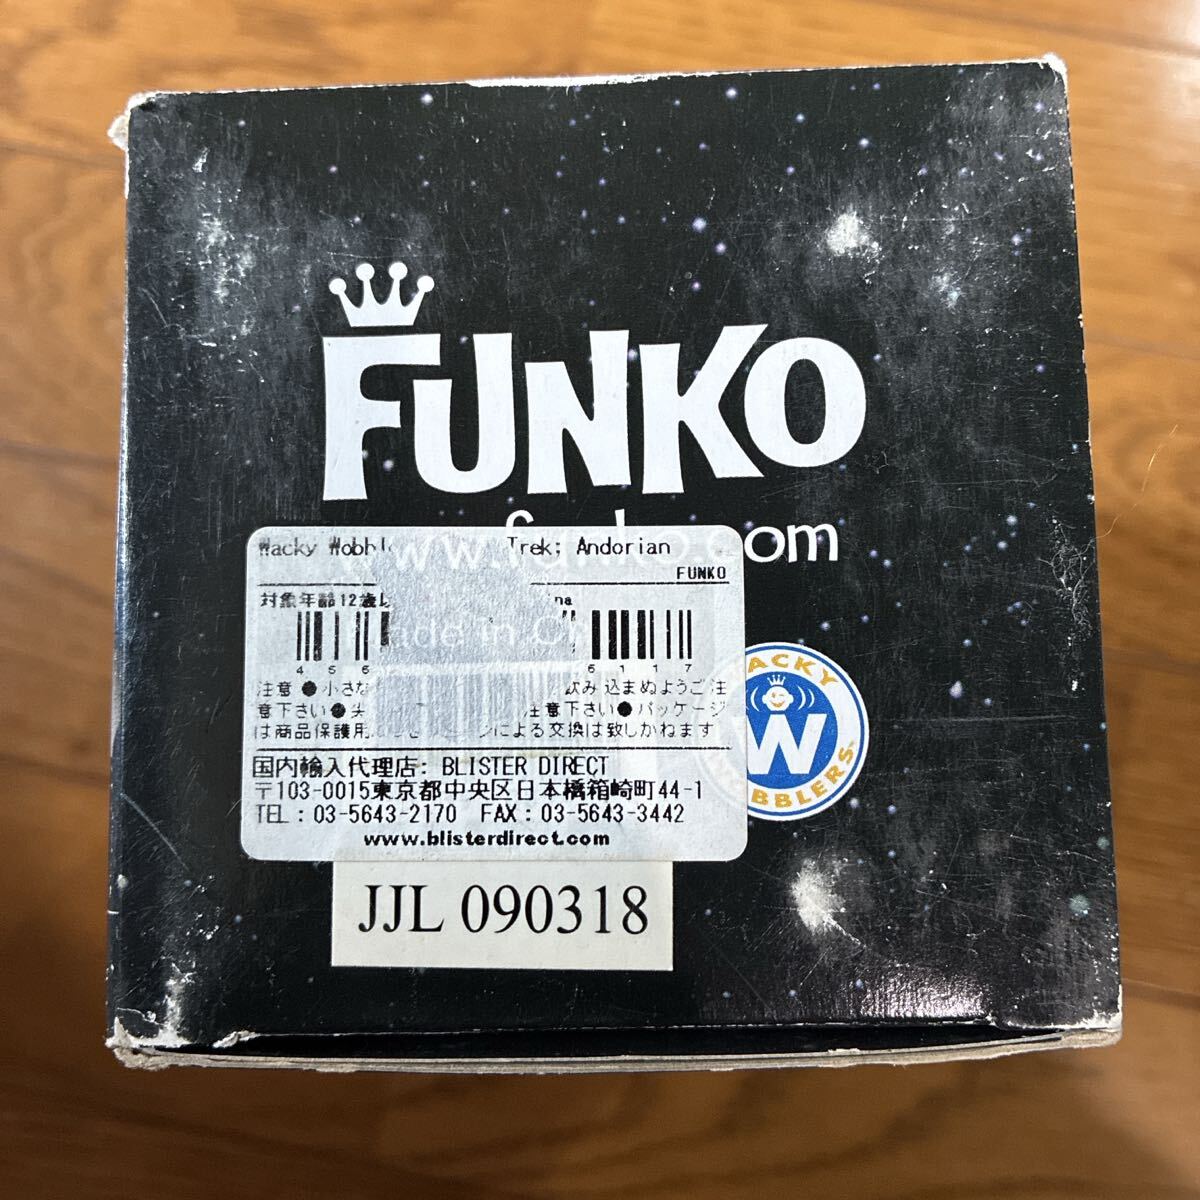 FUNKO
www.funko.com
Wacky Trek; Andorian
FUNKO
対象年齢12歳
made in
注意 ●小さな 飲み込まぬようご注
意下さい● 注意下さい●パッケージ
は商品保護用 による交換は致しかねます
国内輸入代理店: BLISTER DIRECT
〒103-0015東京都中央区日本橋箱崎町44-1
TEL : 03-5643-2170 FAX : 03-5643-3442
www.blisterdirect.com
WACKY
W
WOBBLERS
JJL 090318